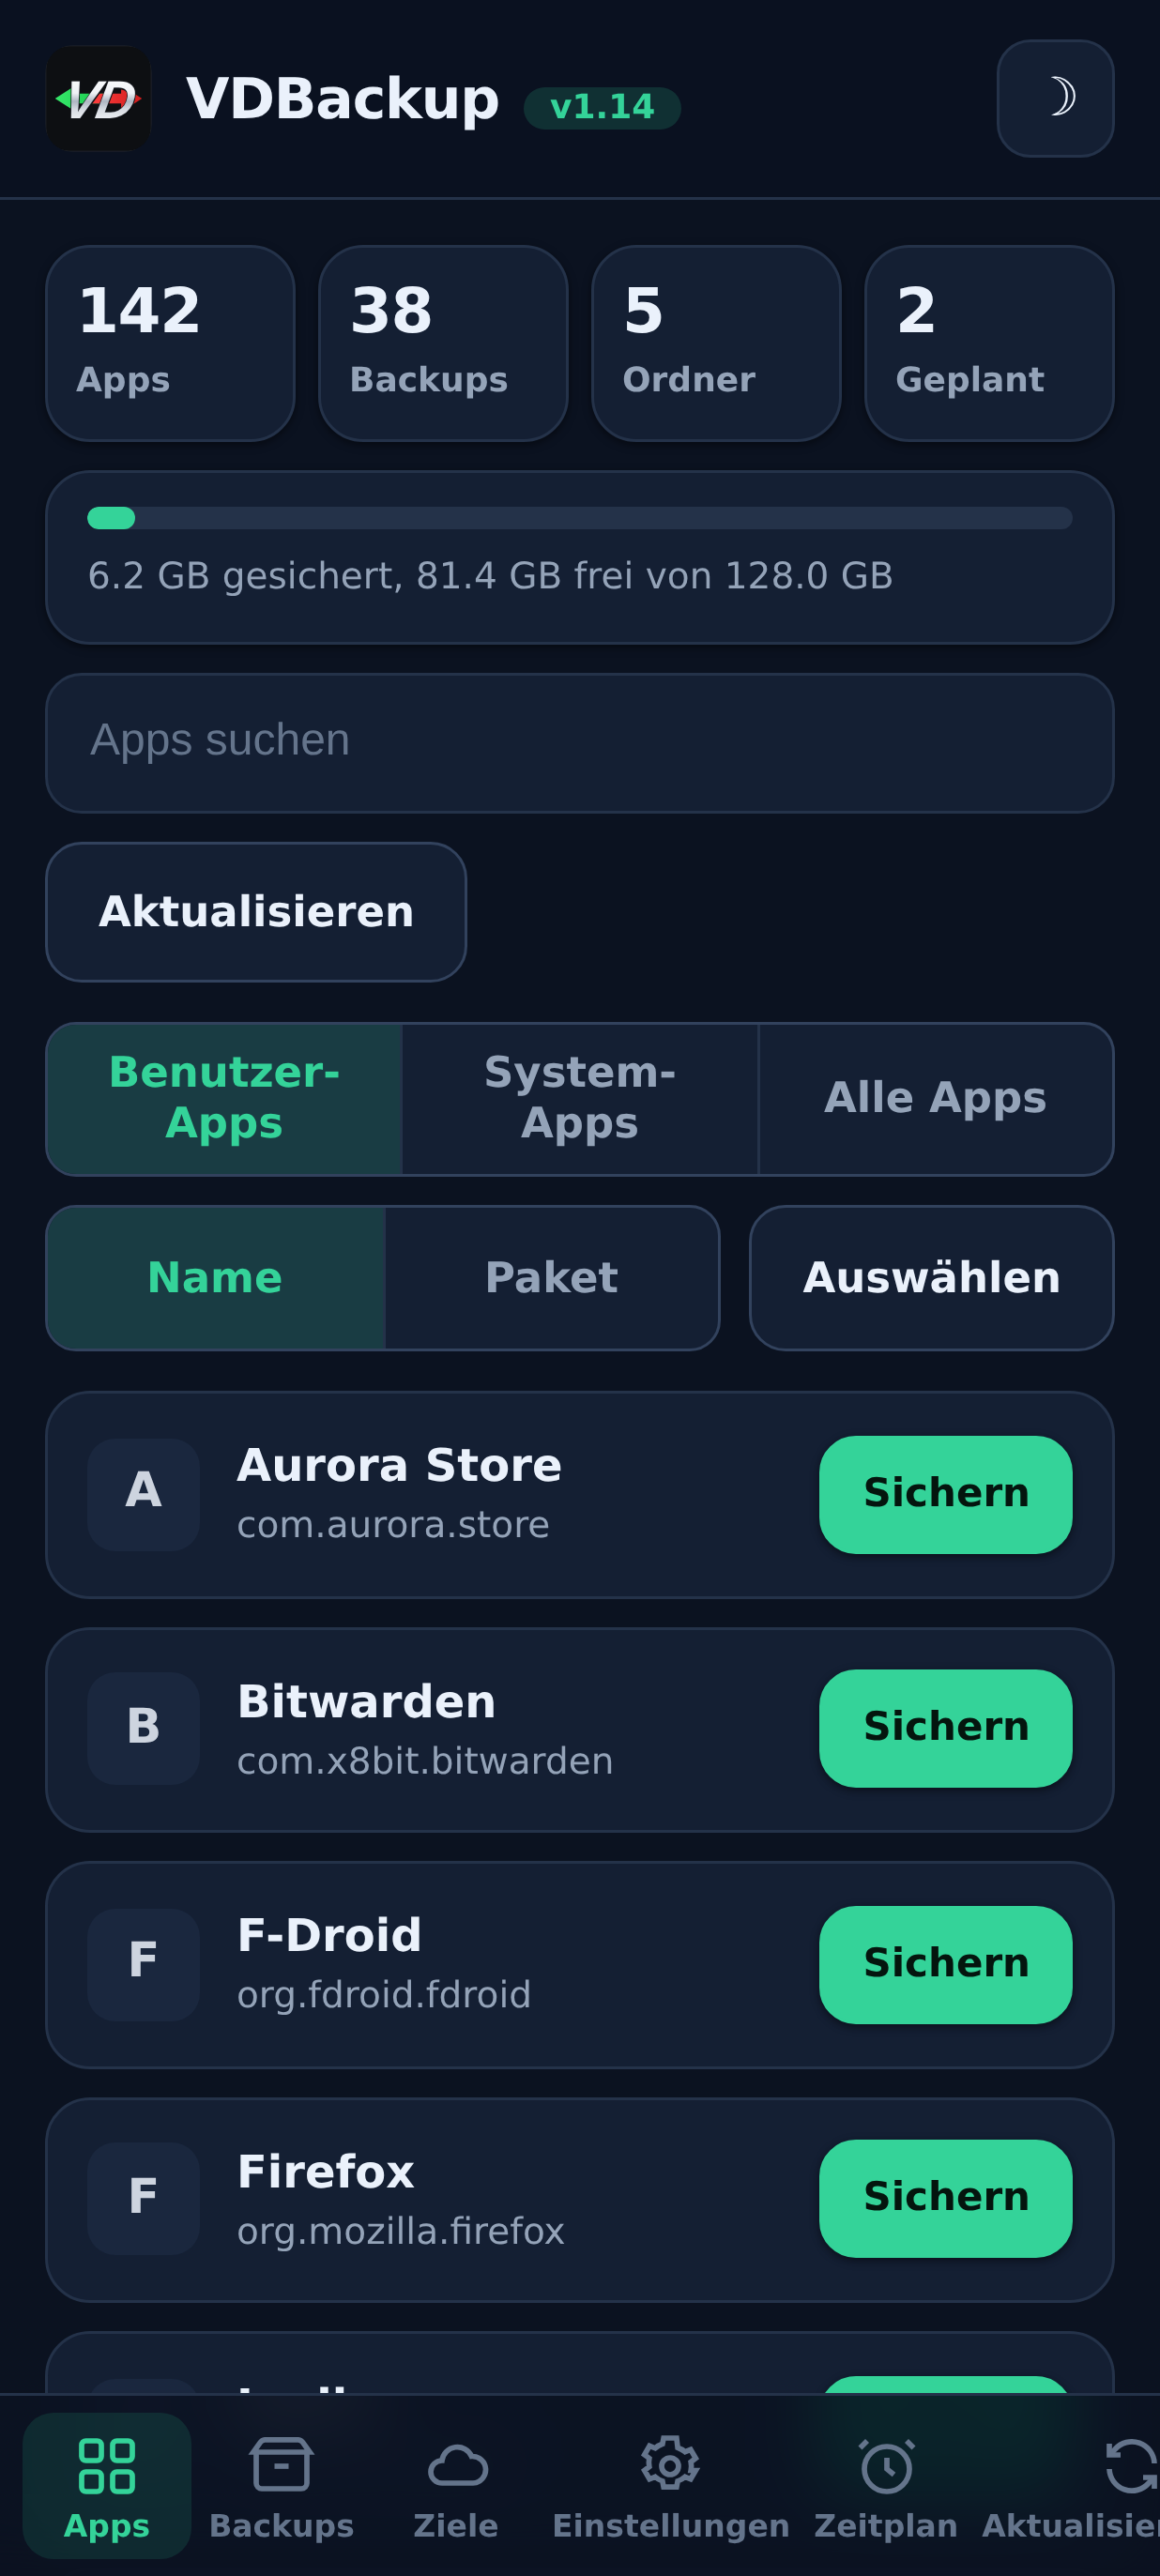 VD
VDBackup v1.14
142
Apps
38
Backups
5
Ordner
2
Geplant
6.2 GB gesichert, 81.4 GB frei von 128.0 GB
Apps suchen
Aktualisieren
Benutzer-
Apps
System-
Apps
Alle Apps
Name
Paket
Auswählen
A
Aurora Store
com.aurora.store
Sichern
B
Bitwarden
com.x8bit.bitwarden
Sichern
F
F-Droid
org.fdroid.fdroid
Sichern
F
Firefox
org.mozilla.firefox
Sichern
Apps
Backups
Ziele
Einstellungen
Zeitplan